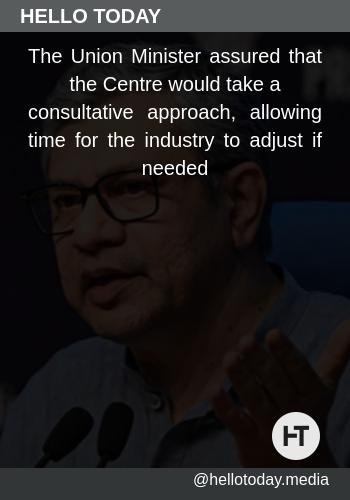 HELLO TODAY
The Union Minister assured that
the Centre would take a
consultative approach, allowing
time for the industry to adjust if
needed
HT
@hellotoday.media